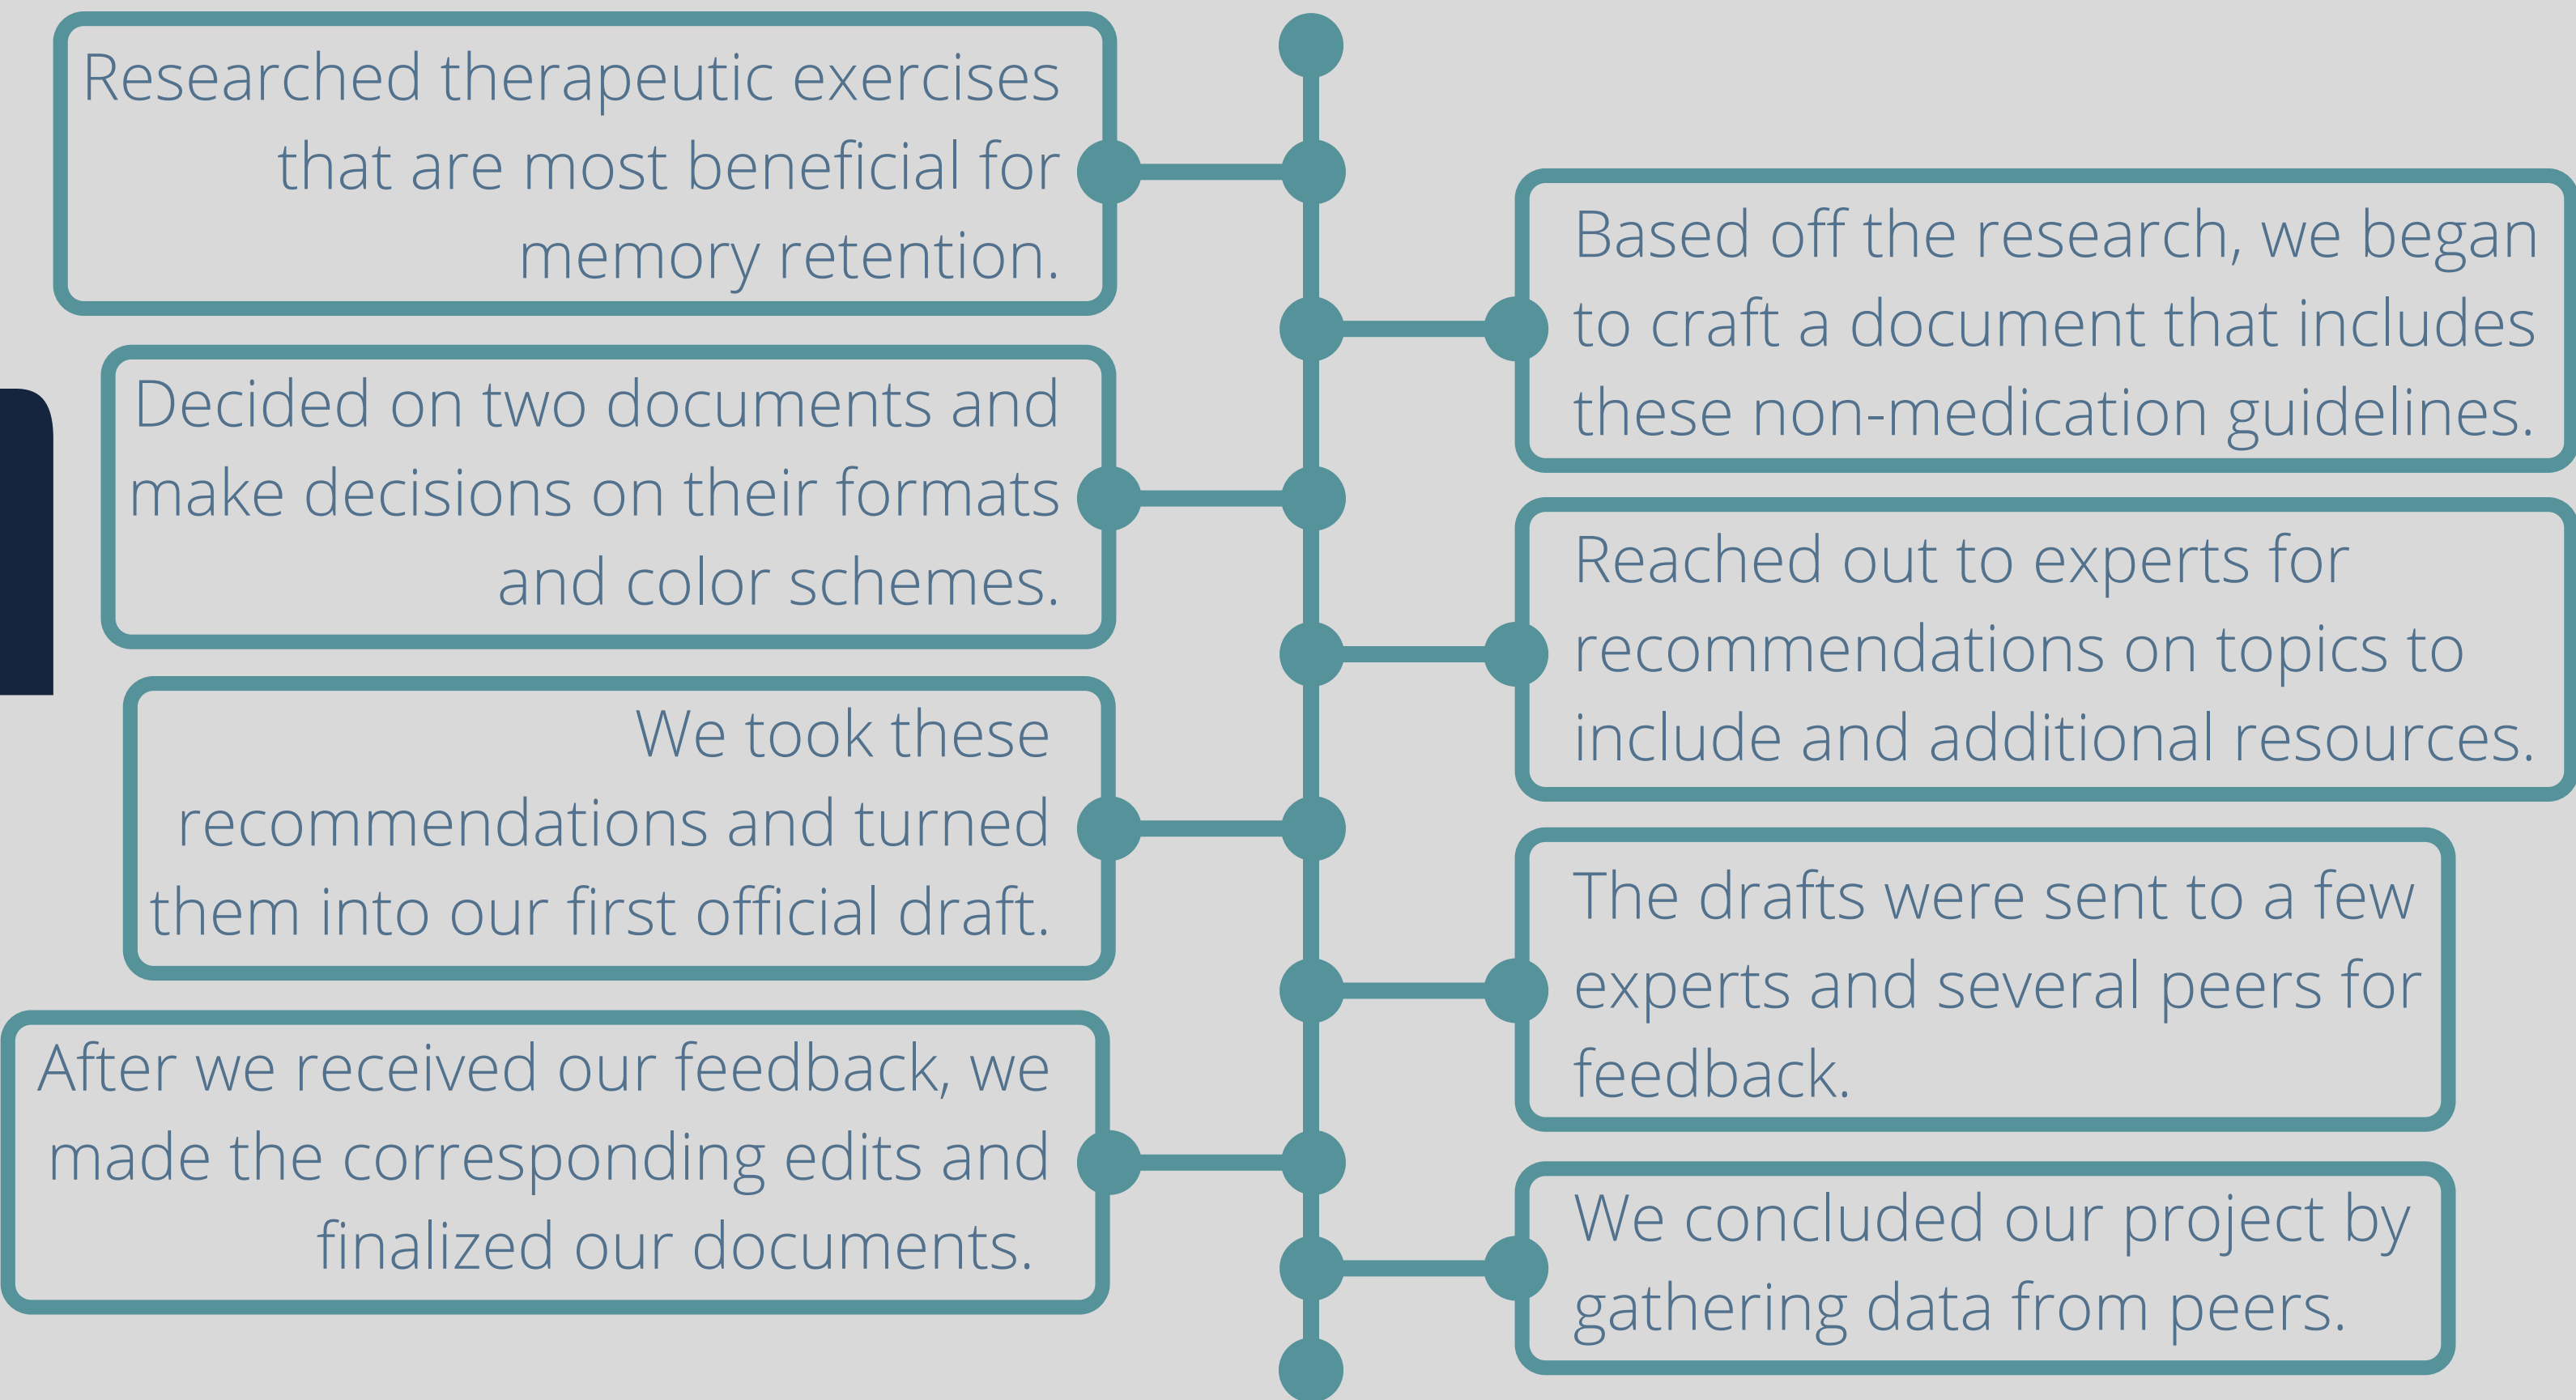 Researched therapeutic exercises
that are most beneficial for
memory retention.
Based off the research, we began
to craft a document that includes
these non-medication guidelines.
Decided on two documents and
make decisions on their formats
and color schemes.
Reached out to experts for
recommendations on topics to
include and additional resources.
We took these
recommendations and turned
them into our first official draft.
The drafts were sent to a few
experts and several peers for
feedback.
After we received our feedback, we
made the corresponding edits and
finalized our documents.
We concluded our project by
gathering data from peers.